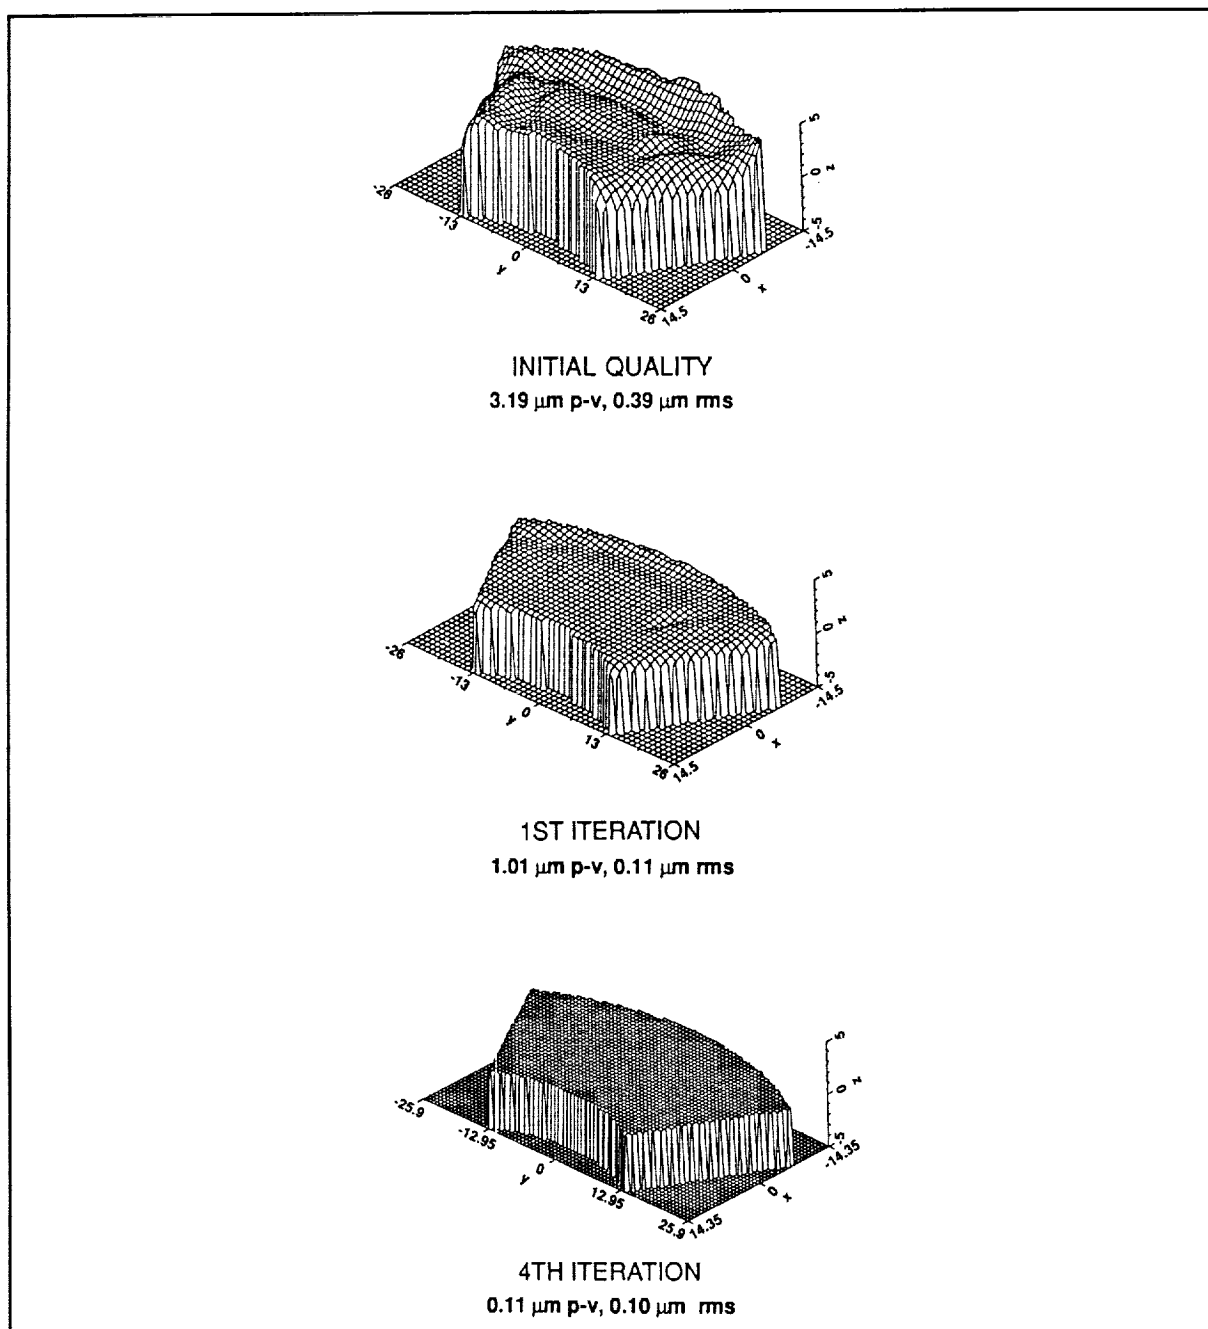 5
0
z
-5
-14.5
-26
-13
0
y
13
0
x
26
14.5
INITIAL QUALITY
3.19 µm p-v, 0.39 µm rms
5
0
z
-5
-14.5
-26
-13
0
y
13
0
x
26
14.5
1ST ITERATION
1.01 µm p-v, 0.11 µm rms
5
0
z
-5
-14.35
-25.9
-12.95
0
y
12.95
0
x
25.9
14.35
4TH ITERATION
0.11 µm p-v, 0.10 µm rms